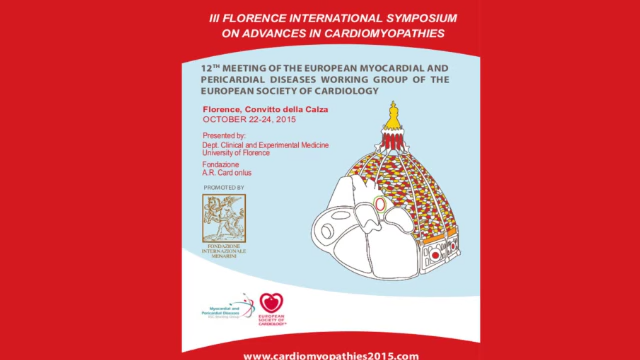 III FLORENCE INTERNATIONAL SYMPOSIUM
ON ADVANCES IN CARDIOMYOPATHIES
12TH MEETING OF THE EUROPEAN MYOCARDIAL AND
PERICARDIAL DISEASES WORKING GROUP OF THE
EUROPEAN SOCIETY OF CARDIOLOGY
Florence, Convitto della Calza
OCTOBER 22-24, 2015
Presented by:
Dept. Clinical and Experimental Medicine
University of Florence
Fondazione
A.R. Card onlus
PROMOTED BY
FONDAZIONE
INTERNAZIONALE
MENARINI
Myocardial and
Pericardial Diseases
EUROPEAN
SOCIETY OF
CARDIOLOGY®
www.cardiomyopathies2015.com